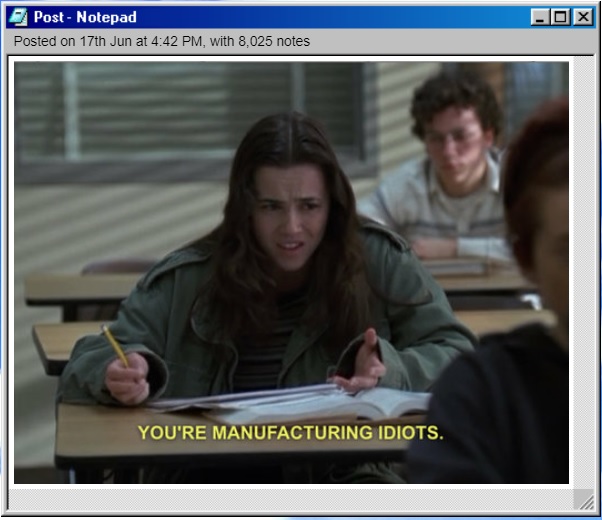 Post - Notepad
Posted on 17th Jun at 4:42 PM, with 8,025 notes
YOU'RE MANUFACTURING IDIOTS.